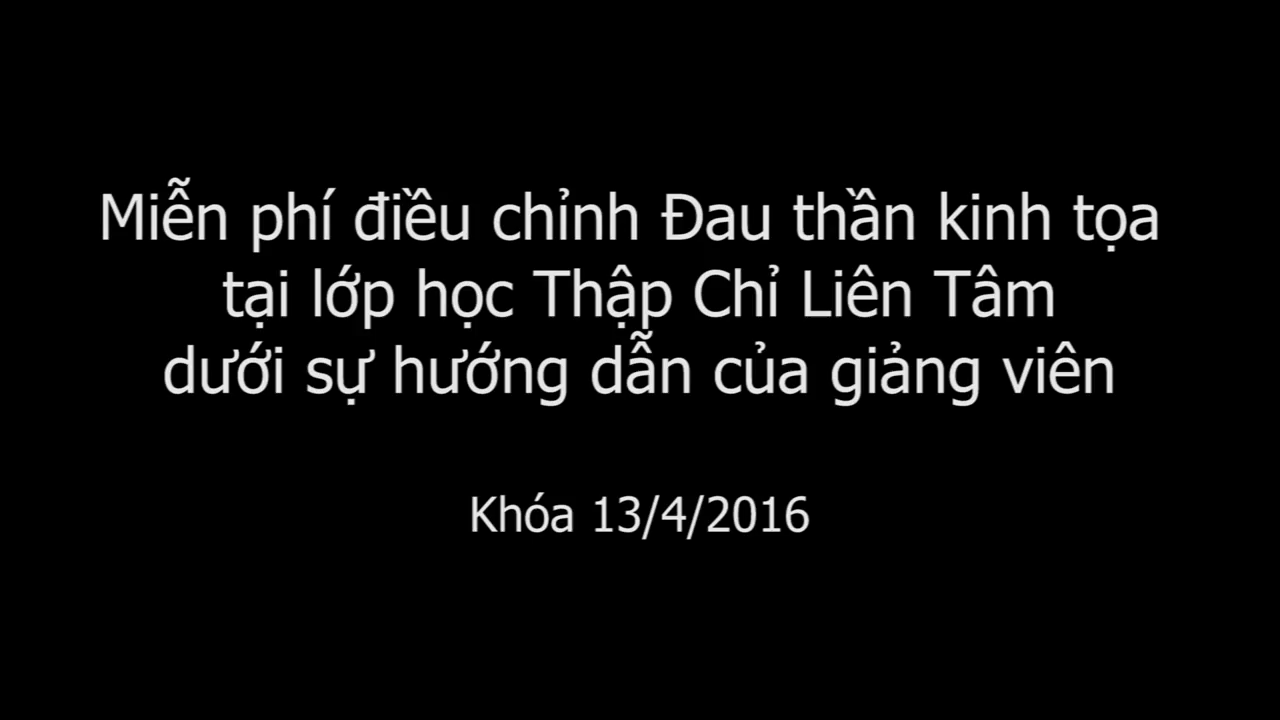 Miễn phí điều chỉnh Đau thần kinh tọa
tại lớp học Thập Chỉ Liên Tâm
dưới sự hướng dẫn của giảng viên
Khóa 13/4/2016